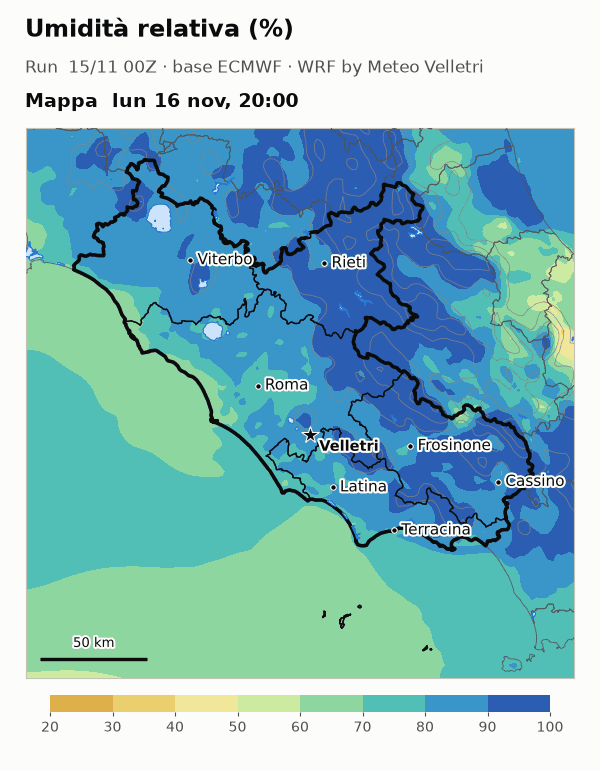 Umidità relativa (%)
Run 15/11 00Z · base ECMWF · WRF by Meteo Velletri
Mappa lun 16 nov, 20:00
Viterbo
Rieti
Roma
Velletri
Frosinone
Cassino
Latina
Terracina
50 km
20 30 40 50 60 70 80 90 100